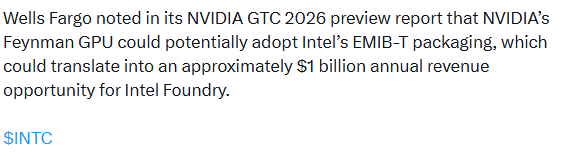 Wells Fargo noted in its NVIDIA GTC 2026 preview report that NVIDIA’s
Feynman GPU could potentially adopt Intel’s EMIB-T packaging, which
could translate into an approximately $1 billion annual revenue
opportunity for Intel Foundry.
$INTC